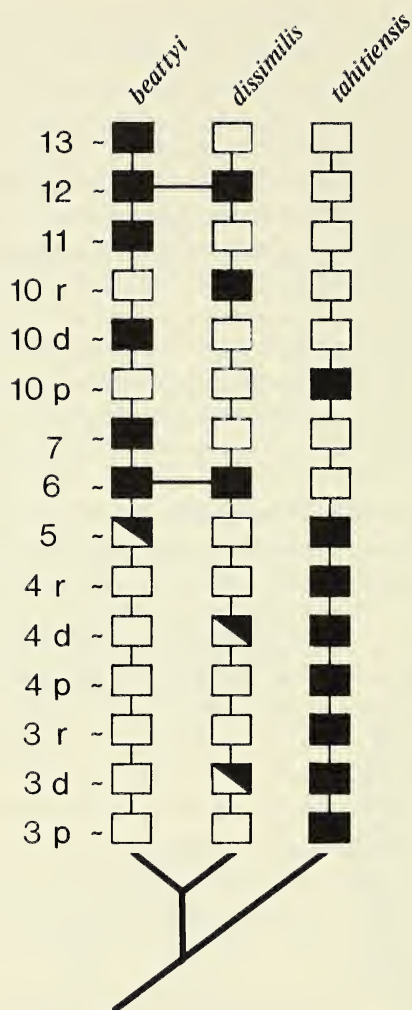 beattyi dissimilis tahitiensis
13 ~
12 ~
11 ~
10 r ~
10 d ~
10 p ~
7 ~
6 ~
5 ~
4 r ~
4 d ~
4 p ~
3 r ~
3 d ~
3 p ~